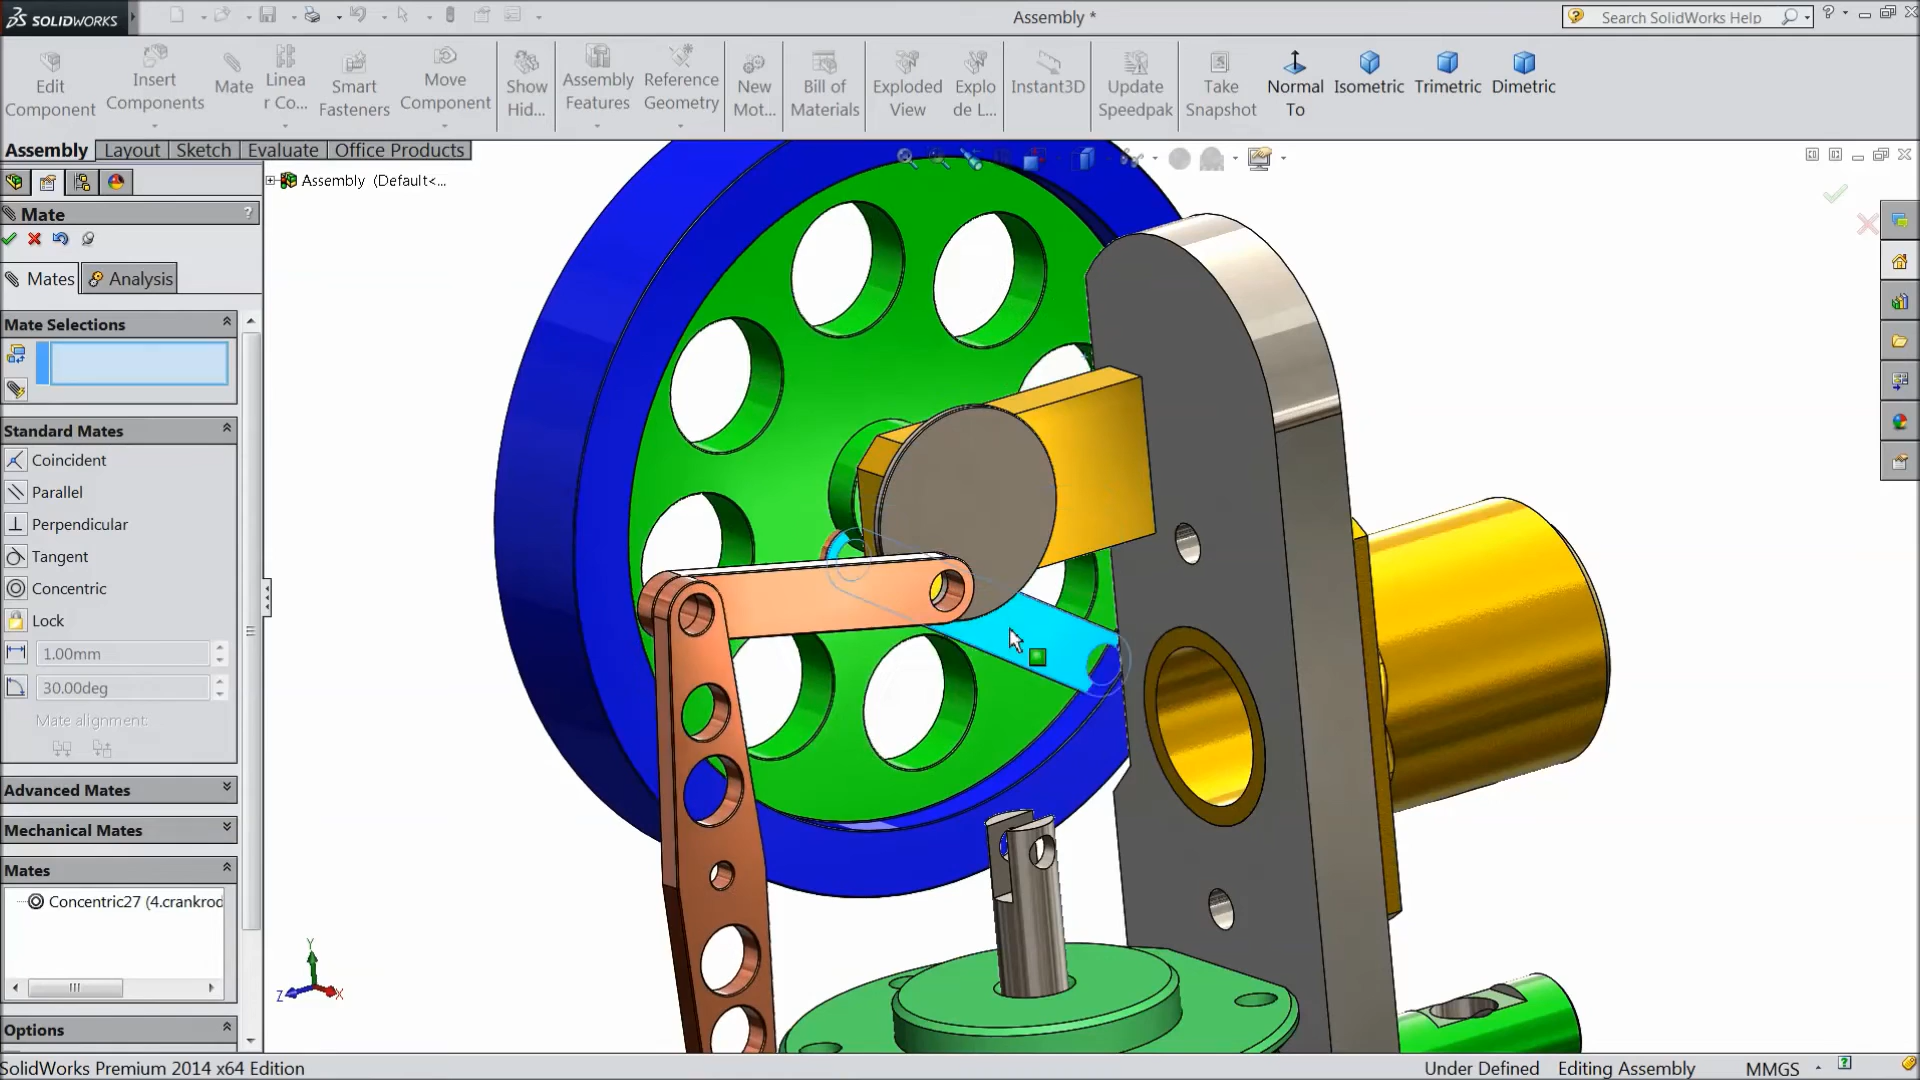 SOLIDWORKS
Assembly *
Search SolidWorks Help
Edit Component
Insert Components
Mate
Linea r Co...
Smart Fasteners
Move Component
Show Hid...
Assembly Features
Reference Geometry
New Mot...
Bill of Materials
Exploded View
Explo de L...
Instant3D
Update Speedpak
Take Snapshot
Normal To
Isometric
Trimetric
Dimetric
Assembly
Layout
Sketch
Evaluate
Office Products
Assembly (Default<...
Mate
?
Mates
Analysis
Mate Selections
Standard Mates
Coincident
Parallel
Perpendicular
Tangent
Concentric
Lock
1.00mm
30.00deg
Mate alignment:
Advanced Mates
Mechanical Mates
Mates
Concentric27 (4.crankrod
Options
Y
Z
X
SolidWorks Premium 2014 x64 Edition
Under Defined
Editing Assembly
MMGS